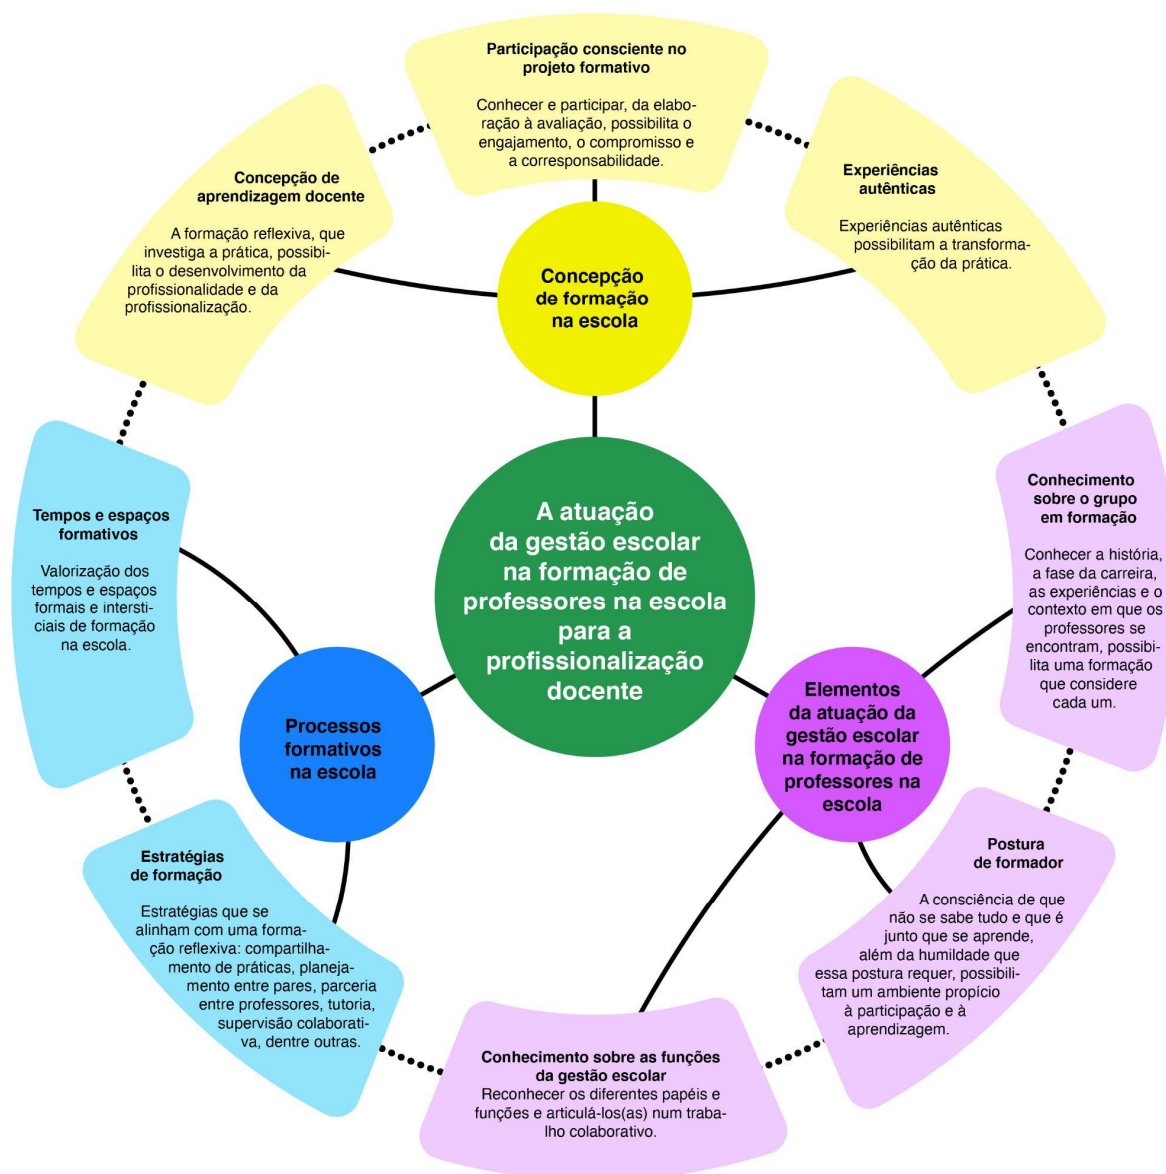 Participação consciente no
projeto formativo
Conhecer e participar, da elabo-
ração à avaliação, possibilita o
engajamento, o compromisso e
a corresponsabilidade.
Concepção de
aprendizagem docente
A formação reflexiva, que
investiga a prática, possibi-
lita o desenvolvimento da
profissionalidade e da
profissionalização.
Experiências
autênticas
Experiências autênticas
possibilitam a transforma-
ção da prática.
Concepção
de formação
na escola
Tempos e espaços
formativos
Valorização dos
tempos e espaços
formais e intersti-
ciais de formação
na escola.
A atuação
da gestão escolar
na formação de
professores na escola
para a
profissionalização
docente
Conhecimento
sobre o grupo
em formação
Conhecer a história,
a fase da carreira,
as experiências e o
contexto em que os
professores se
encontram, possibi-
lita uma formação
que considere
cada um.
Processos
formativos
na escola
Elementos
da atuação da
gestão escolar
na formação de
professores na
escola
Estratégias
de formação
Estratégias que se
alinham com uma forma-
ção reflexiva: compartilha-
mento de práticas, planeja-
mento entre pares, parceria
entre professores, tutoria,
supervisão colaborati-
va, dentre outras.
Postura
de formador
A consciência de que
não se sabe tudo e que é
junto que se aprende,
além da humildade que
essa postura requer, possibili-
tam um ambiente propício
à participação e à
aprendizagem.
Conhecimento sobre as funções
da gestão escolar
Reconhecer os diferentes papéis e
funções e articulá-los(as) num traba-
lho colaborativo.